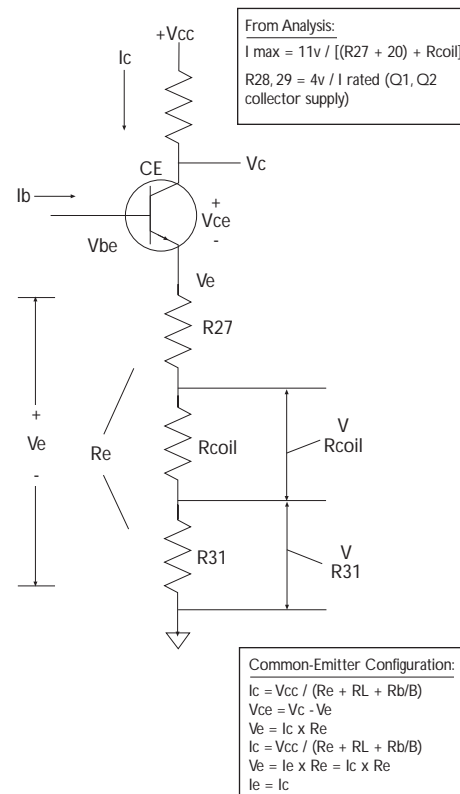 From Analysis:
I max = 11v / [(R27 + 20) + Rcoil]
R28, 29 = 4v / I rated (Q1, Q2
collector supply)
+Vcc
Ic
CE
Vc
Ib
+
Vce
-
Vbe
Ve
R27
+
Ve
-
Re
Rcoil
V
Rcoil
R31
V
R31
Common-Emitter Configuration:
Ic = Vcc / (Re + RL + Rb/B)
Vce = Vc - Ve
Ve = Ic x Re
Ic = Vcc / (Re + RL + Rb/B)
Ve = Ie x Re = Ic x Re
Ie = Ic